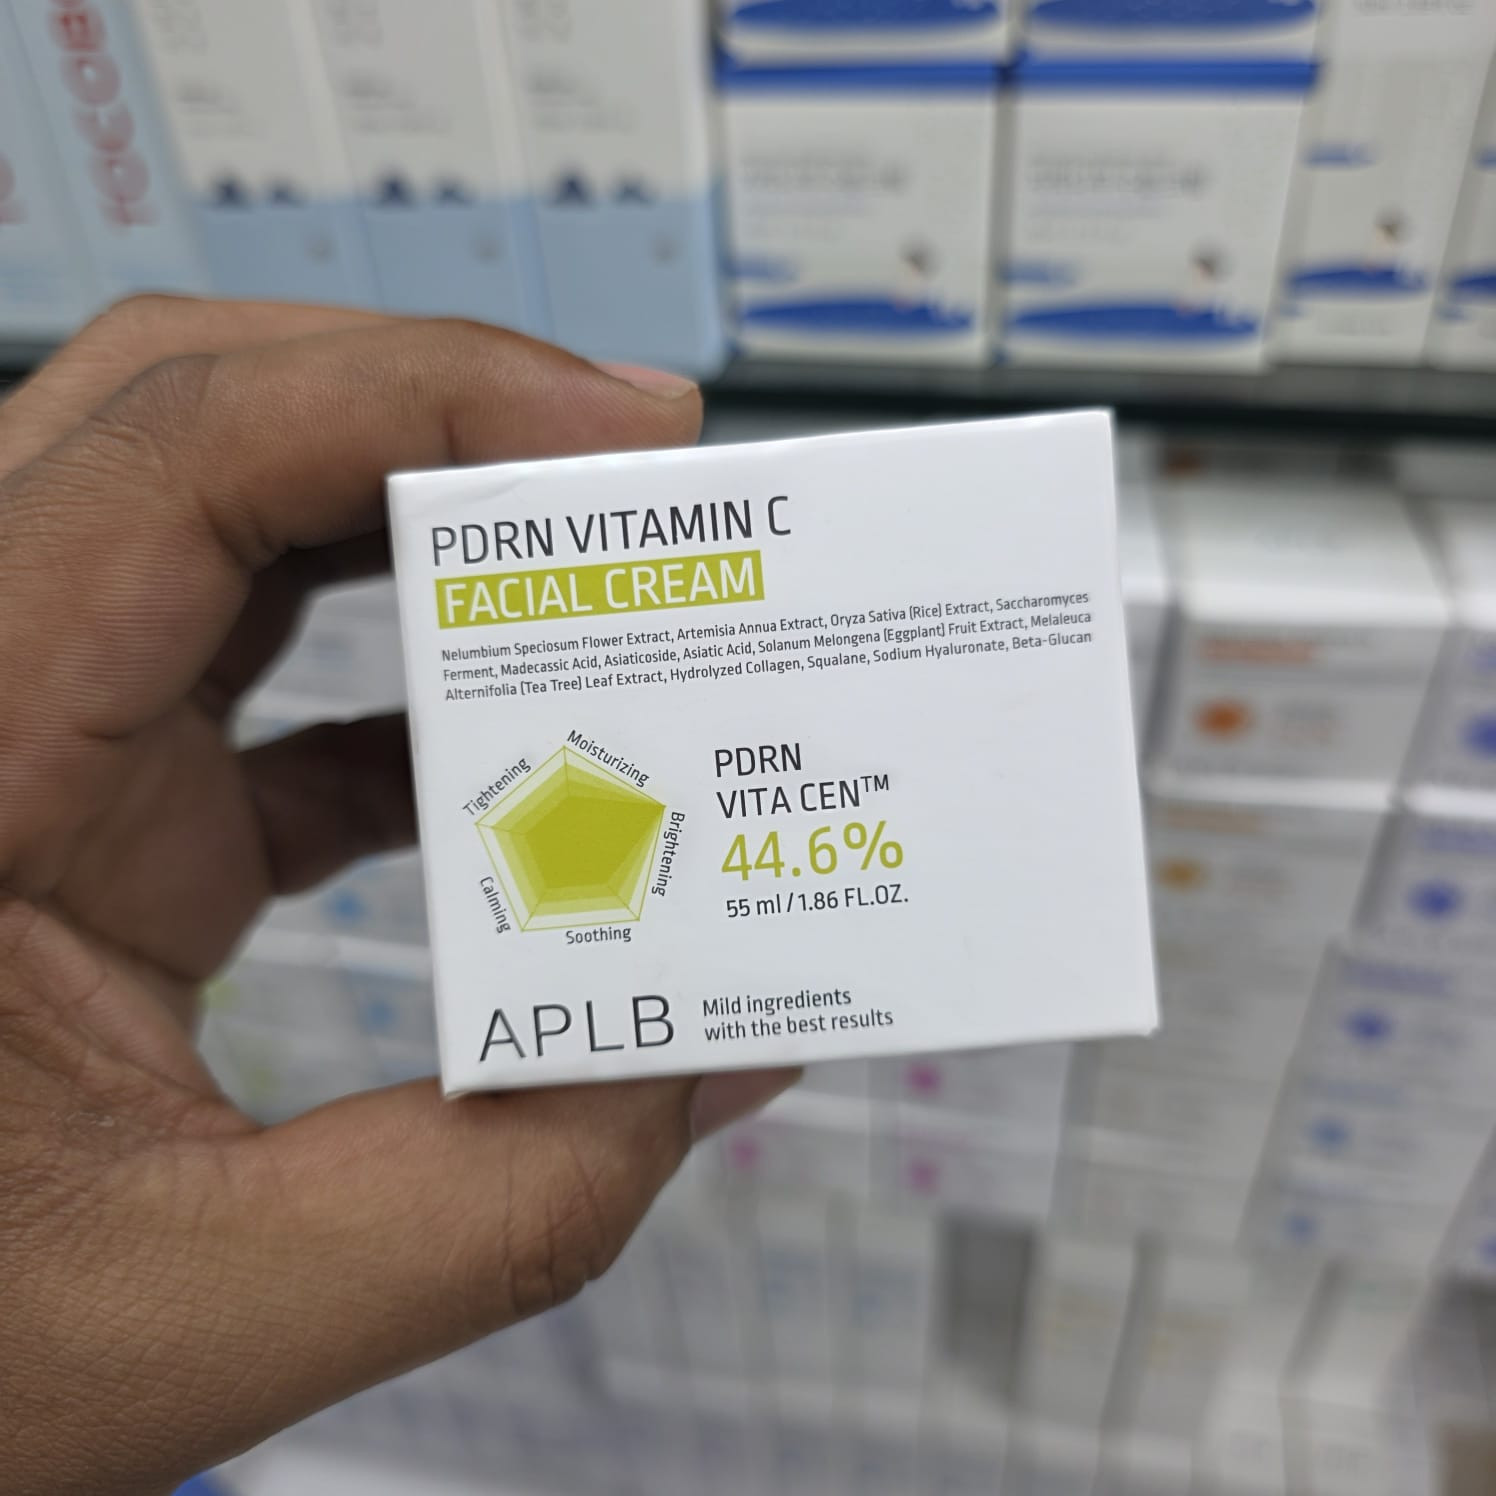 PDRN VITAMIN C
FACIAL CREAM
Nelumbium Speciosum Flower Extract, Artemisia Annua Extract, Oryza Sativa (Rice) Extract, Saccharomyces
Ferment, Madecassic Acid, Asiaticoside, Asiatic Acid, Solanum Melongena (Eggplant) Fruit Extract, Melaleuca
Alternifolia (Tea Tree) Leaf Extract, Hydrolyzed Collagen, Squalane, Sodium Hyaluronate, Beta-Glucan
Moisturizing
Tightening
Brightening
Calming
Soothing
PDRN
VITA CEN™
44.6%
55 ml / 1.86 FL.OZ.
APLB
Mild ingredients
with the best results